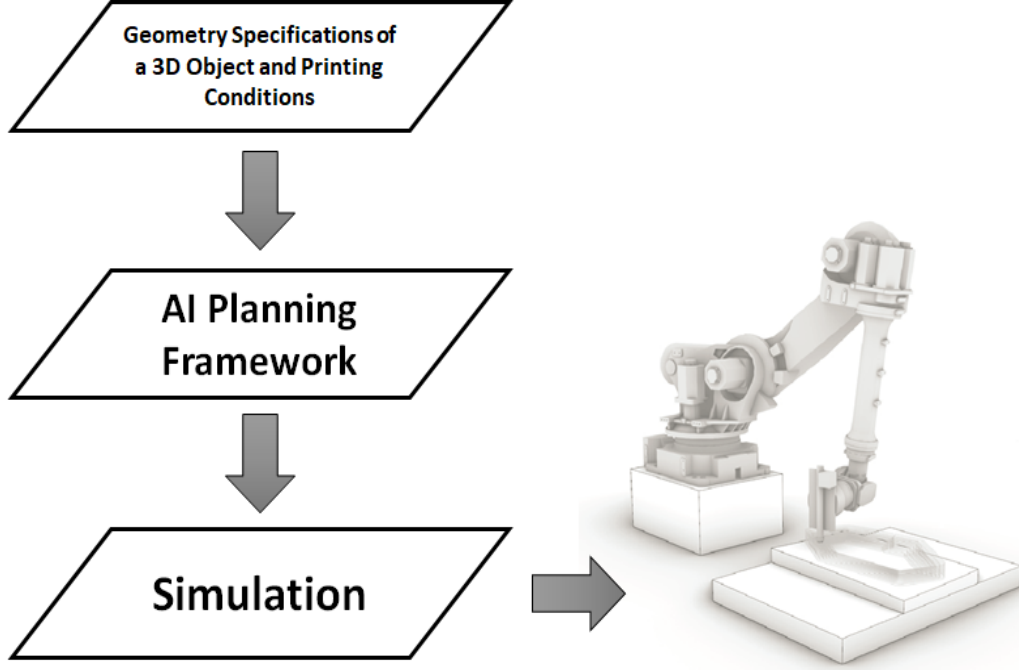 Geometry Specifications of
a 3D Object and Printing
Conditions
AI Planning
Framework
Simulation